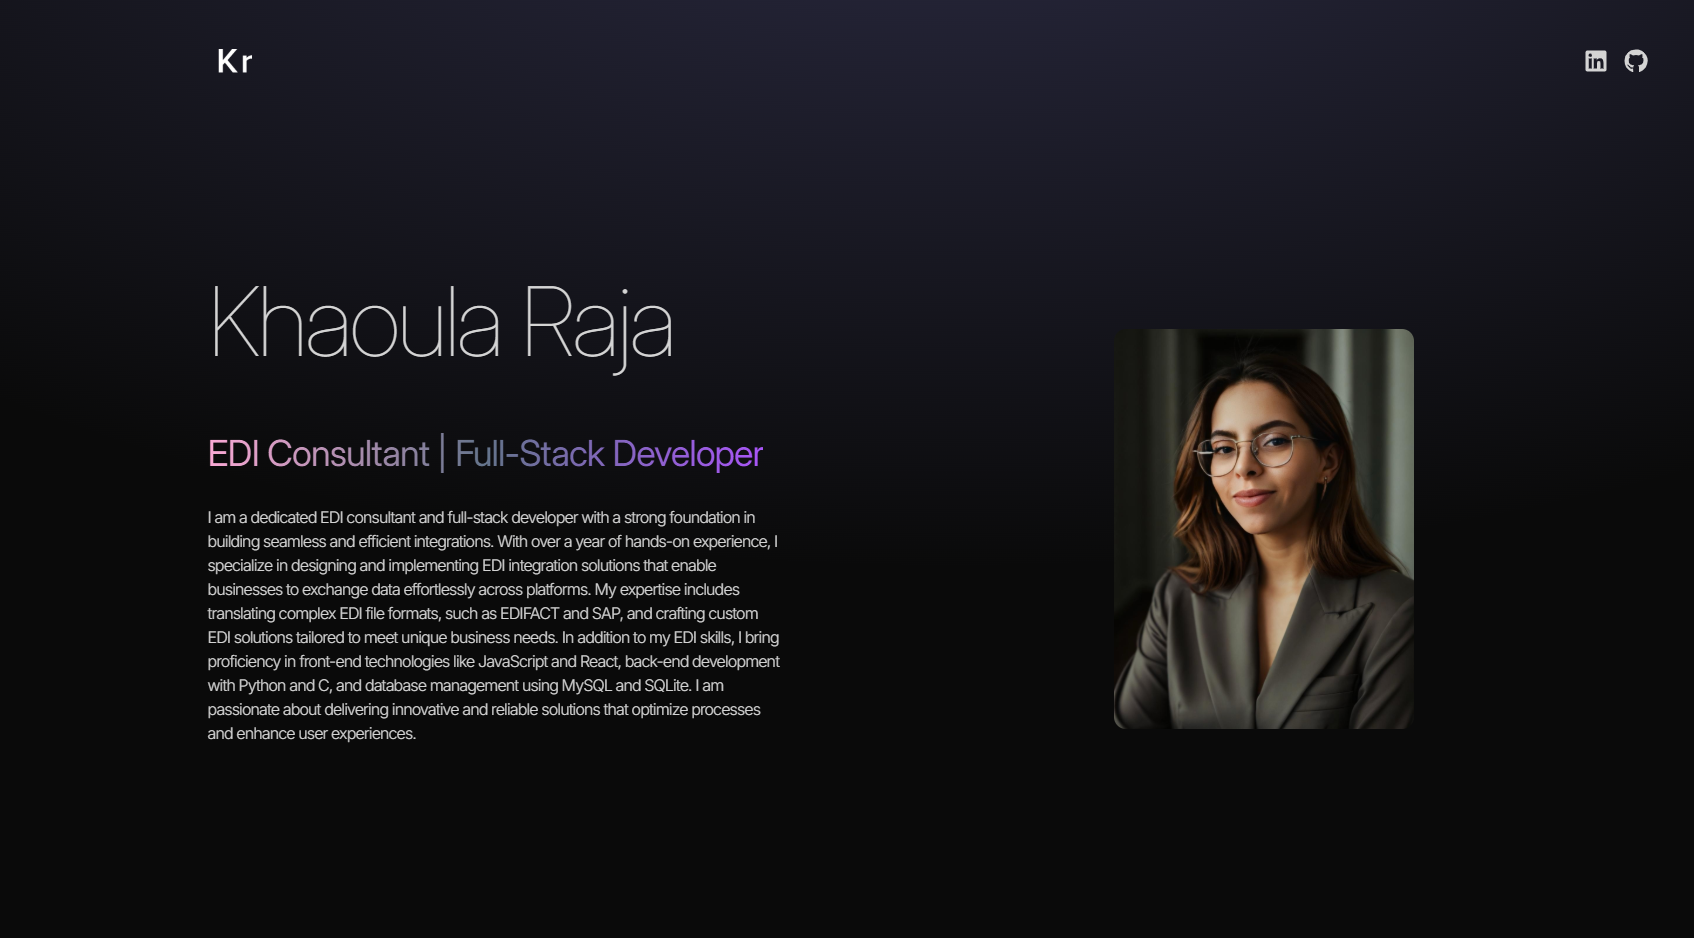 Kr
Khaoula Raja
EDI Consultant | Full-Stack Developer
I am a dedicated EDI consultant and full-stack developer with a strong foundation in
building seamless and efficient integrations. With over a year of hands-on experience, I
specialize in designing and implementing EDI integration solutions that enable
businesses to exchange data effortlessly across platforms. My expertise includes
translating complex EDI file formats, such as EDIFACT and SAP, and crafting custom
EDI solutions tailored to meet unique business needs. In addition to my EDI skills, I bring
proficiency in front-end technologies like JavaScript and React, back-end development
with Python and C, and database management using MySQL and SQLite. I am
passionate about delivering innovative and reliable solutions that optimize processes
and enhance user experiences.